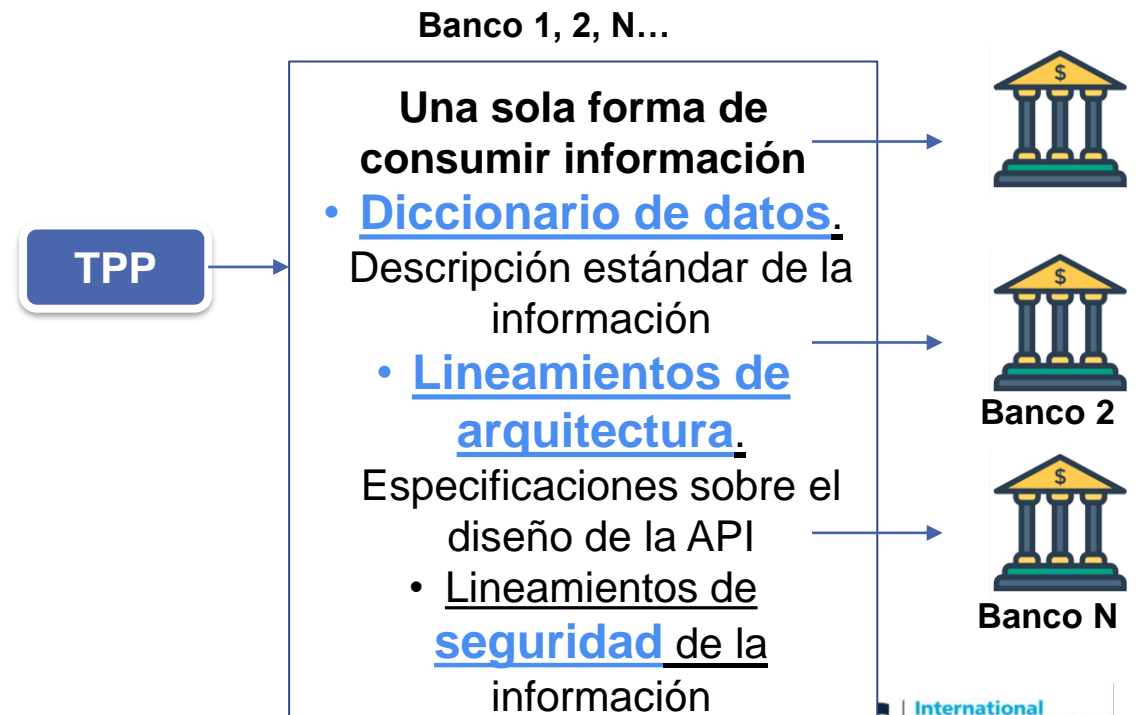 Banco 1, 2, N…
Una sola forma de
consumir información
• Diccionario de datos.
Descripción estándar de la
información
• Lineamientos de
arquitectura.
Especificaciones sobre el
diseño de la API
• Lineamientos de
seguridad de la
información
TPP
$
$
Banco 2
$
Banco N
International